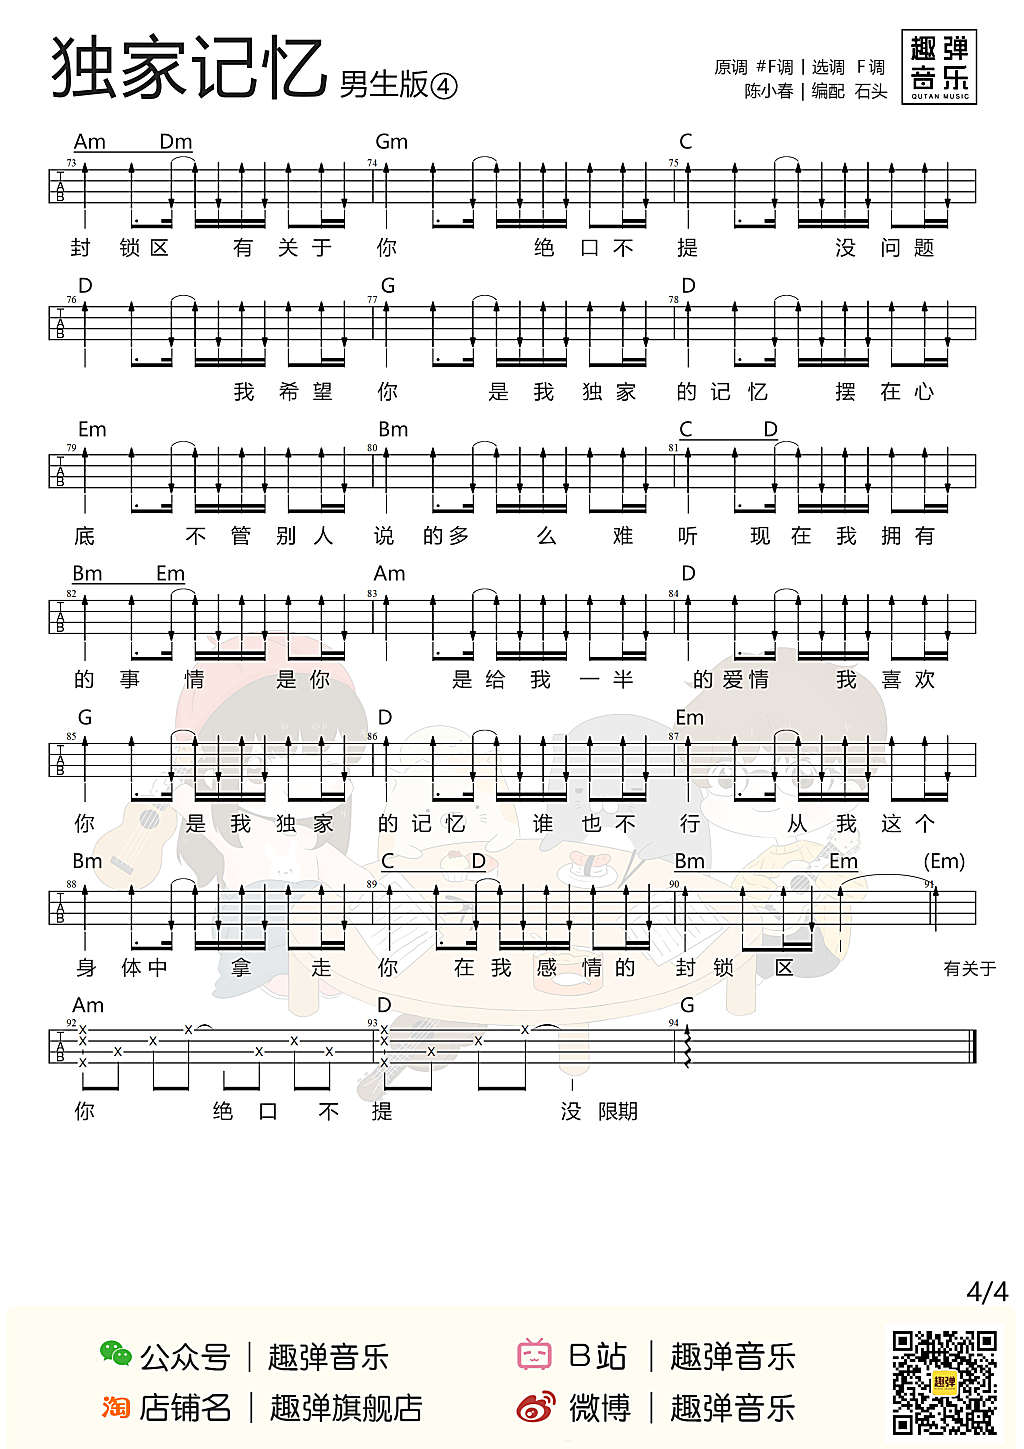 独家记忆 男生版④
原调 #F调 | 选调 F调
陈小春 | 编配 石头
趣弹
音乐
QUTAN MUSIC
Am Dm Gm C
73 74 75
TAB
封 锁 区 有 关 于 你 绝 口 不 提 没 问 题
D G D
76 77 78
TAB
我 希 望 你 是 我 独 家 的 记 忆 摆 在 心
Em Bm C D
79 80 81
TAB
底 不 管 别 人 说 的 多 么 难 听 现 在 我 拥 有
Bm Em Am D
82 83 84
TAB
的 事 情 是 你 是 给 我 一 半 的 爱 情 我 喜 欢
G D Em
85 86 87
TAB
你 是 我 独 家 的 记 忆 谁 也 不 行 从 我 这 个
Bm C D Bm Em (Em)
88 89 90 91
TAB
身 体 中 拿 走 你 在 我 感 情 的 封 锁 区 有关于
Am D G
92 93 94
TAB
你 绝 口 不 提 没 限期
4/4
公众号 | 趣弹音乐 B站 | 趣弹音乐
淘 店铺名 | 趣弹旗舰店 微博 | 趣弹音乐
趣弹